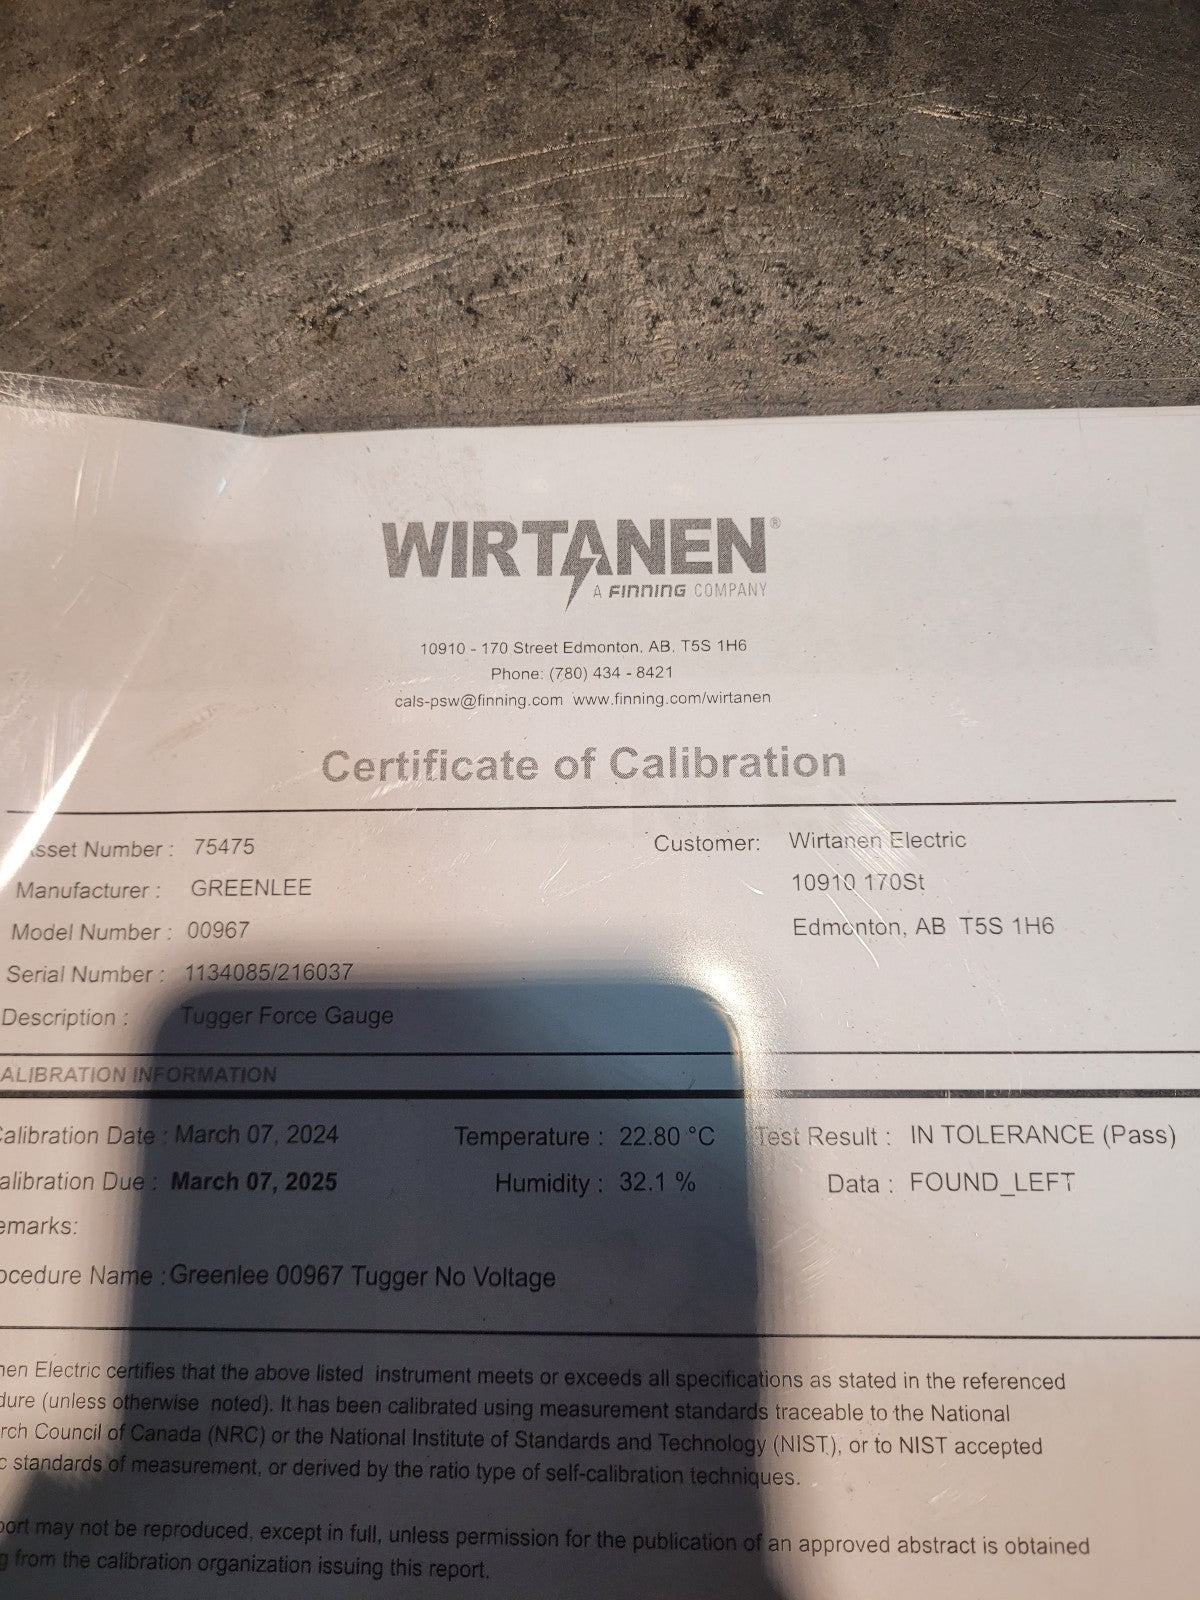 WIRTANEN®
A FINNING COMPANY
10910 - 170 Street Edmonton, AB. T5S 1H6
Phone: (780) 434 - 8421
cals-psw@finning.com www.finning.com/wirtanen
Certificate of Calibration
sset Number : 75475
Customer: Wirtanen Electric
Manufacturer : GREENLEE
10910 170St
Model Number : 00967
Edmonton, AB T5S 1H6
Serial Number : 1134085/216037
Description : Tugger Force Gauge
ALIBRATION INFORMATION
Calibration Date : March 07, 2024 Temperature : 22.80 °C Test Result : IN TOLERANCE (Pass)
alibration Due : March 07, 2025 Humidity : 32.1 % Data : FOUND_LEFT
emarks:
ocedure Name : Greenlee 00967 Tugger No Voltage
nen Electric certifies that the above listed instrument meets or exceeds all specifications as stated in the referenced
dure (unless otherwise noted). It has been calibrated using measurement standards traceable to the National
rch Council of Canada (NRC) or the National Institute of Standards and Technology (NIST), or to NIST accepted
c standards of measurement, or derived by the ratio type of self-calibration techniques.
port may not be reproduced, except in full, unless permission for the publication of an approved abstract is obtained
g from the calibration organization issuing this report.